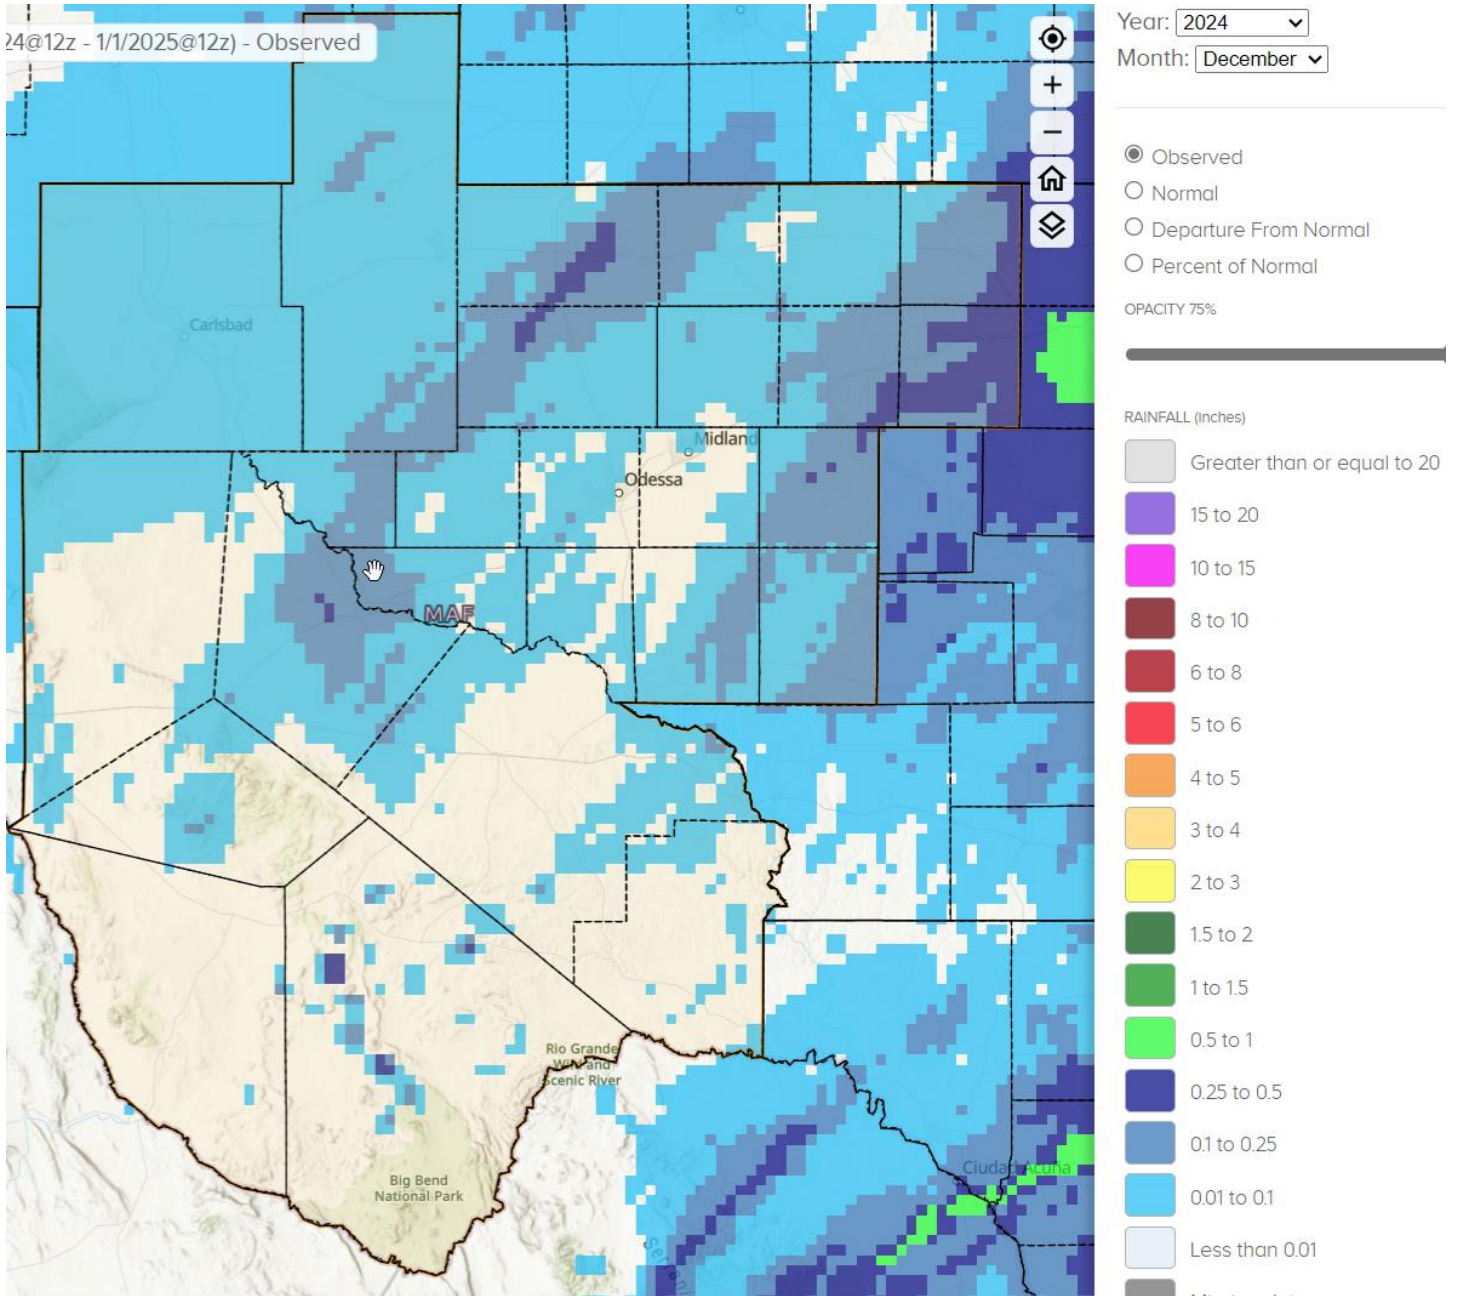 24@12z - 1/1/2025@12z) - Observed
Year: 2024
Month: December
Observed
Normal
Departure From Normal
Percent of Normal
OPACITY 75%
RAINFALL (Inches)
Greater than or equal to 20
15 to 20
10 to 15
8 to 10
6 to 8
5 to 6
4 to 5
3 to 4
2 to 3
1.5 to 2
1 to 1.5
0.5 to 1
0.25 to 0.5
0.1 to 0.25
0.01 to 0.1
Less than 0.01
Carlsbad
Midland
Odessa
MAF
Rio Grande
Wild and
Scenic River
Big Bend
National Park
Ciudad Acuña